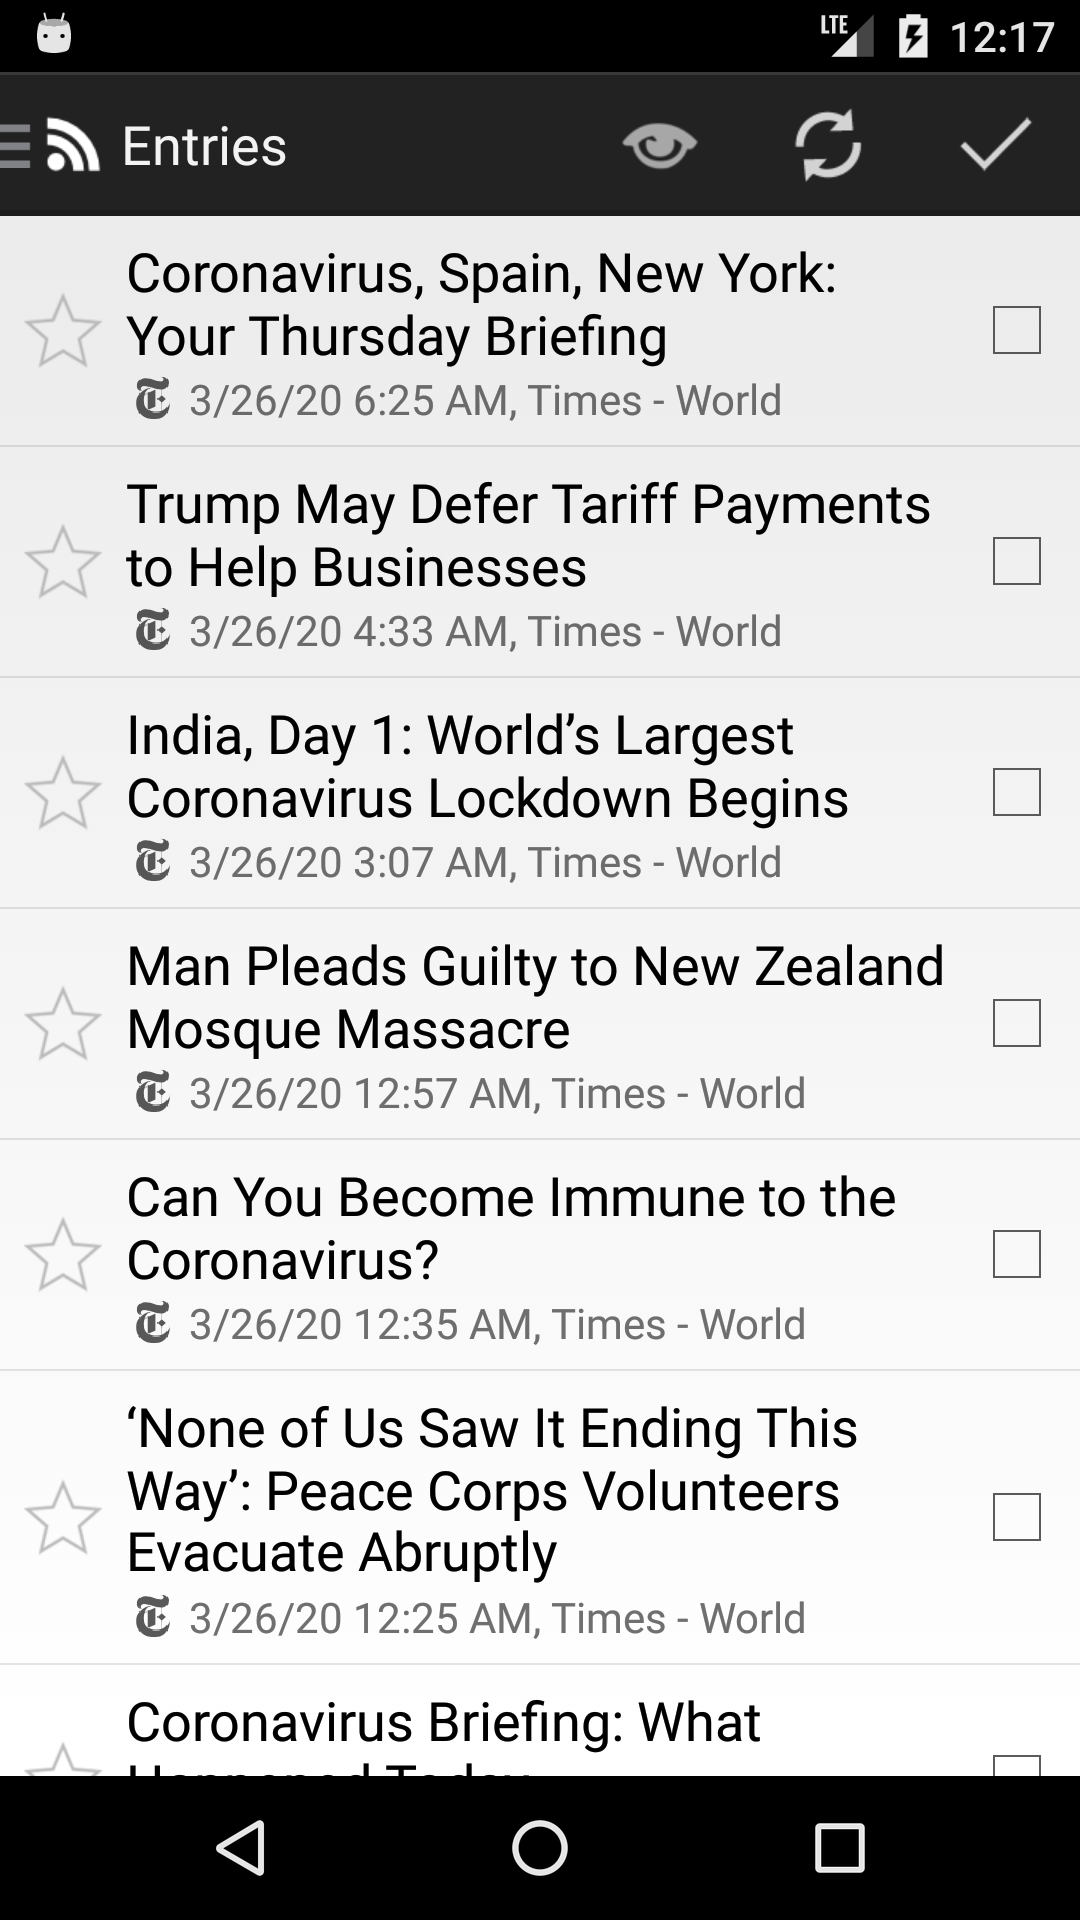 LTE 12:17
Entries
Coronavirus, Spain, New York:
Your Thursday Briefing
3/26/20 6:25 AM, Times - World
Trump May Defer Tariff Payments
to Help Businesses
3/26/20 4:33 AM, Times - World
India, Day 1: World’s Largest
Coronavirus Lockdown Begins
3/26/20 3:07 AM, Times - World
Man Pleads Guilty to New Zealand
Mosque Massacre
3/26/20 12:57 AM, Times - World
Can You Become Immune to the
Coronavirus?
3/26/20 12:35 AM, Times - World
‘None of Us Saw It Ending This
Way’: Peace Corps Volunteers
Evacuate Abruptly
3/26/20 12:25 AM, Times - World
Coronavirus Briefing: What
Happened Today